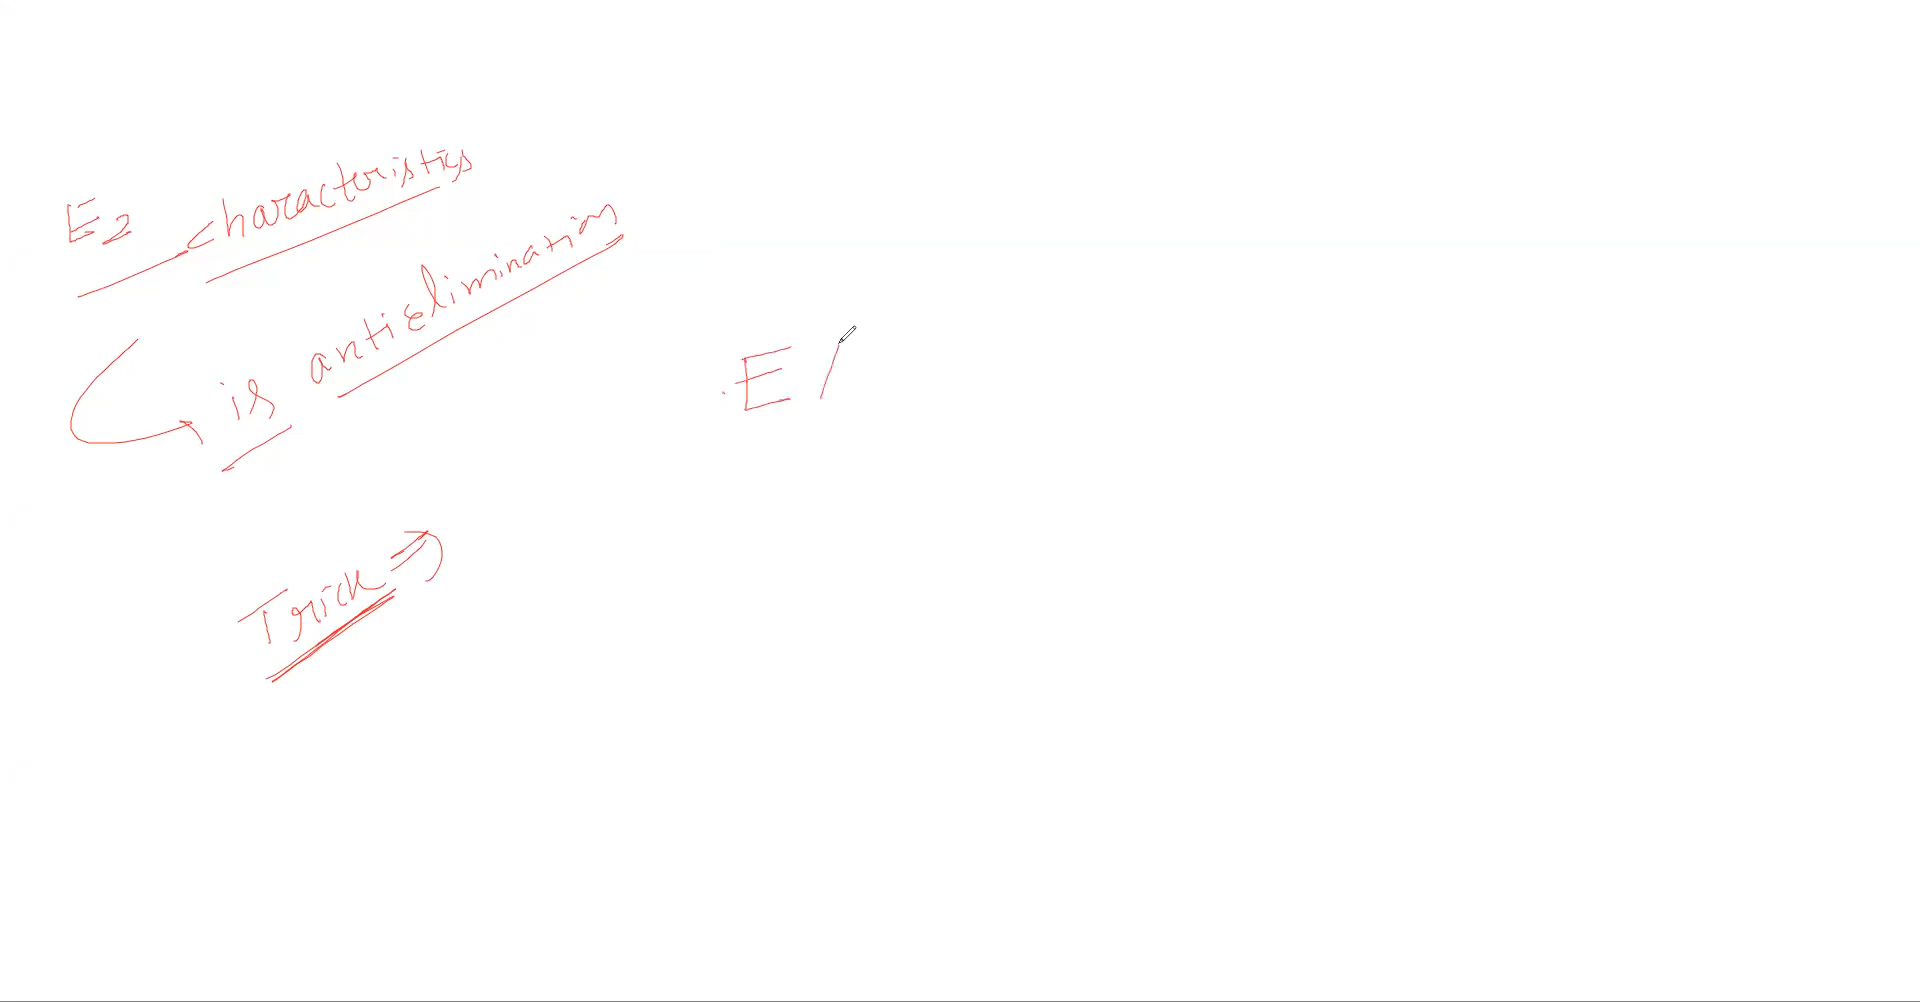 E2 characteristics
is antielimination
Trick ⇒
E /